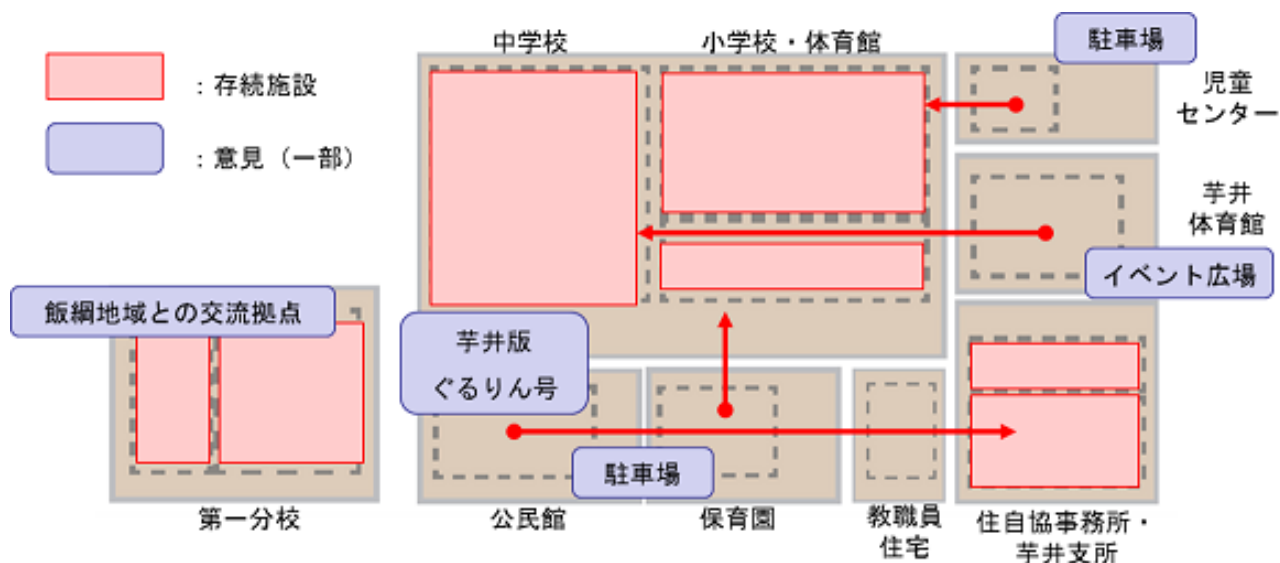 ：存続施設
：意見（一部）
中学校
小学校・体育館
駐車場
児童
センター
芋井
体育館
イベント広場
飯綱地域との交流拠点
芋井版
ぐるりん号
駐車場
第一分校
公民館
保育園
教職員
住宅
住自協事務所・
芋井支所